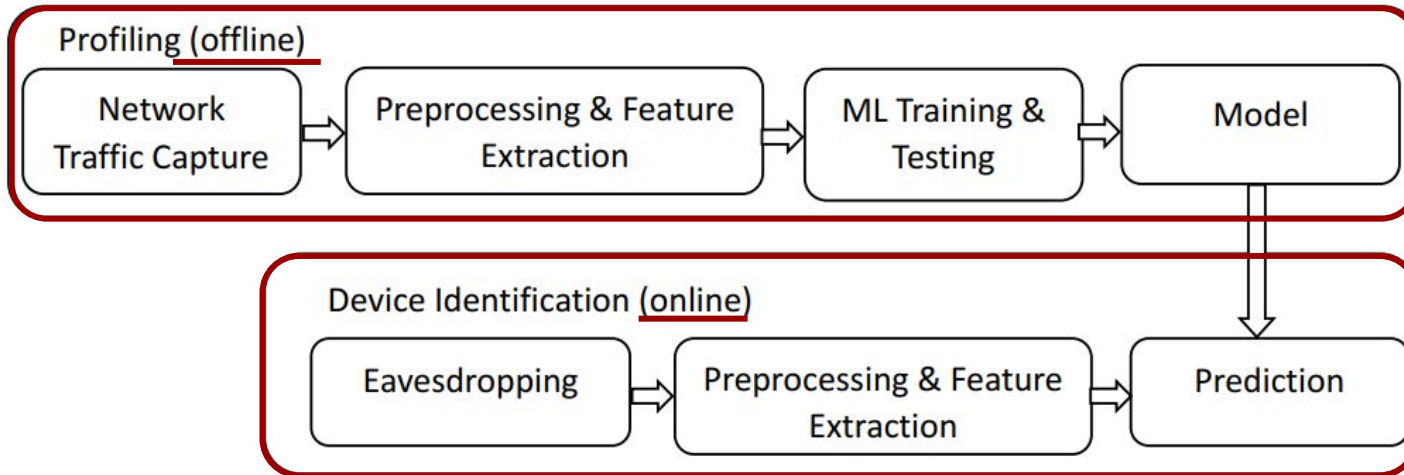 Profiling (offline)
Network
Traffic Capture
Preprocessing & Feature
Extraction
ML Training &
Testing
Model
Device Identification (online)
Eavesdropping
Preprocessing & Feature
Extraction
Prediction